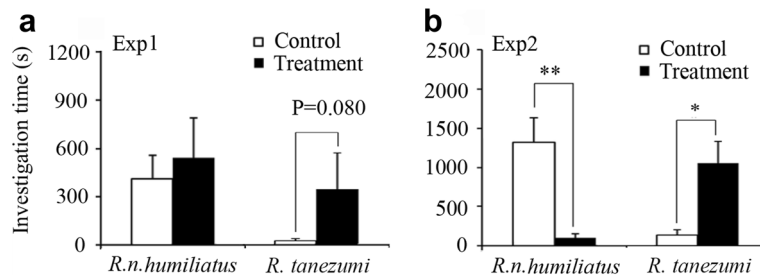 a
Exp1
Control
Treatment
P=0.080
Investigation time (s)
1200
900
600
300
0
R.n.humiliatus
R. tanezumi
b
Exp2
Control
Treatment
**
*
2500
2000
1500
1000
500
0
R.n.humiliatus
R. tanezumi